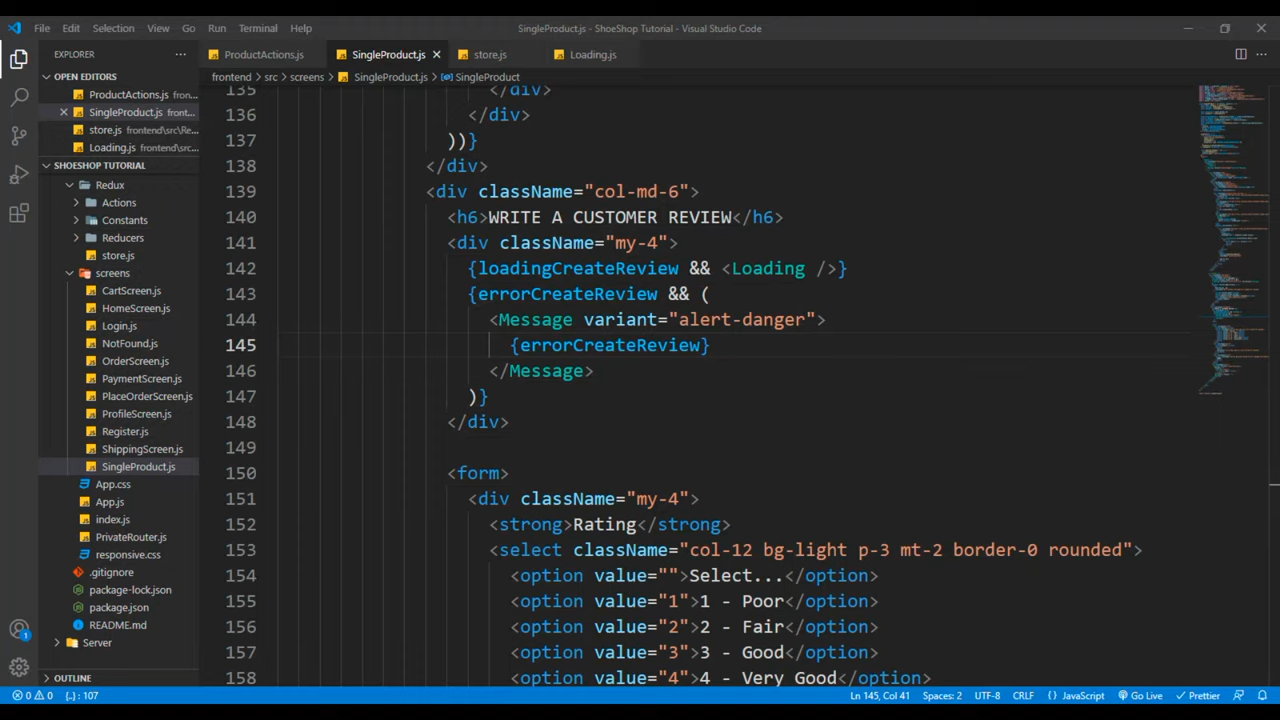 File Edit Selection View Go Run Terminal Help
SingleProduct.js - ShoeShop Tutorial - Visual Studio Code
EXPLORER
OPEN EDITORS
ProductActions.js fron...
SingleProduct.js front...
store.js frontend\src\Re...
Loading.js frontend\src...
SHOESHOP TUTORIAL
Redux
Actions
Constants
Reducers
store.js
screens
CartScreen.js
HomeScreen.js
Login.js
NotFound.js
OrderScreen.js
PaymentScreen.js
PlaceOrderScreen.js
ProfileScreen.js
Register.js
ShippingScreen.js
SingleProduct.js
App.css
App.js
index.js
PrivateRouter.js
responsive.css
.gitignore
package-lock.json
package.json
README.md
Server
OUTLINE
ProductActions.js SingleProduct.js store.js Loading.js
frontend > src > screens > SingleProduct.js > SingleProduct
135 </div>
136 </div>
137 ))}
138 </div>
139 <div className="col-md-6">
140 <h6>WRITE A CUSTOMER REVIEW</h6>
141 <div className="my-4">
142 {loadingCreateReview && <Loading />}
143 {errorCreateReview && (
144 <Message variant="alert-danger">
145 {errorCreateReview}
146 </Message>
147 )}
148 </div>
149
150 <form>
151 <div className="my-4">
152 <strong>Rating</strong>
153 <select className="col-12 bg-light p-3 mt-2 border-0 rounded">
154 <option value="">Select...</option>
155 <option value="1">1 - Poor</option>
156 <option value="2">2 - Fair</option>
157 <option value="3">3 - Good</option>
158 <option value="4">4 - Very Good</option>
1
0 0 {..} : 107 Ln 145, Col 41 Spaces: 2 UTF-8 CRLF {} JavaScript Go Live Prettier